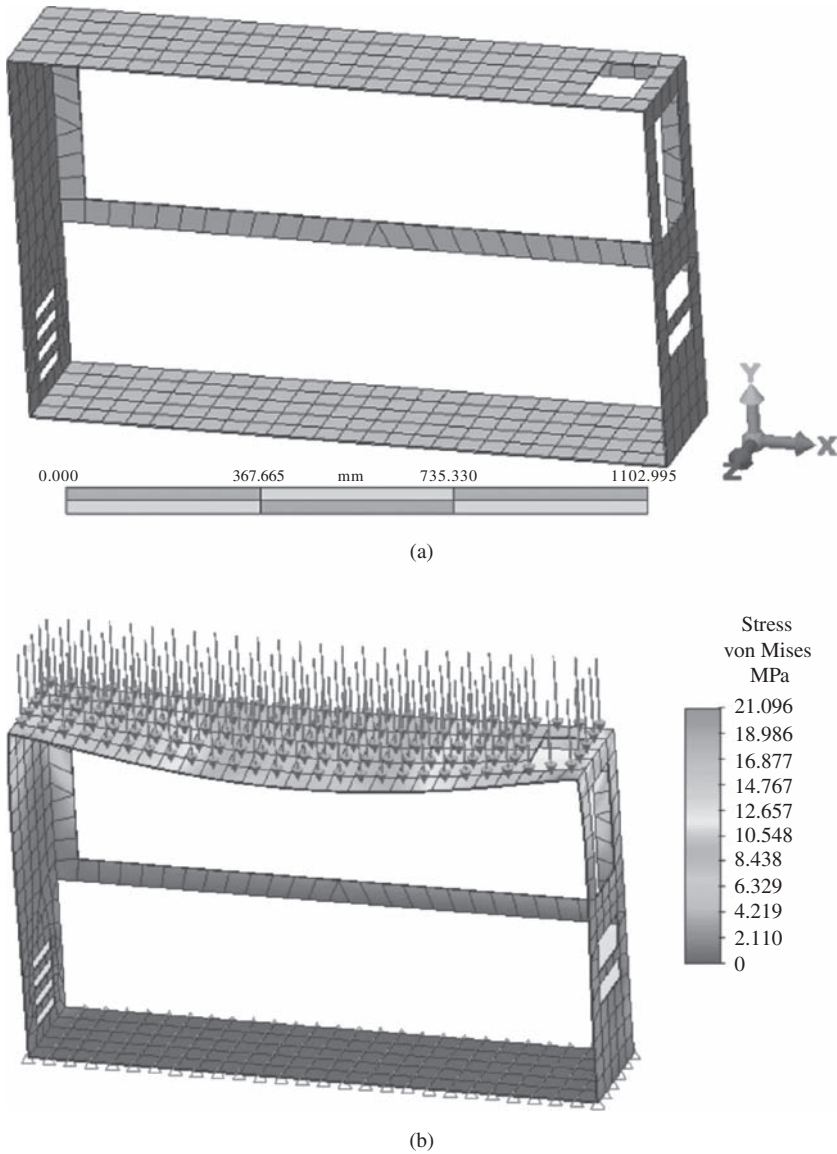 Y
X
Z
0.000 367.665 mm 735.330 1102.995
(a)
Stress
von Mises
MPa
21.096
18.986
16.877
14.767
12.657
10.548
8.438
6.329
4.219
2.110
0
(b)